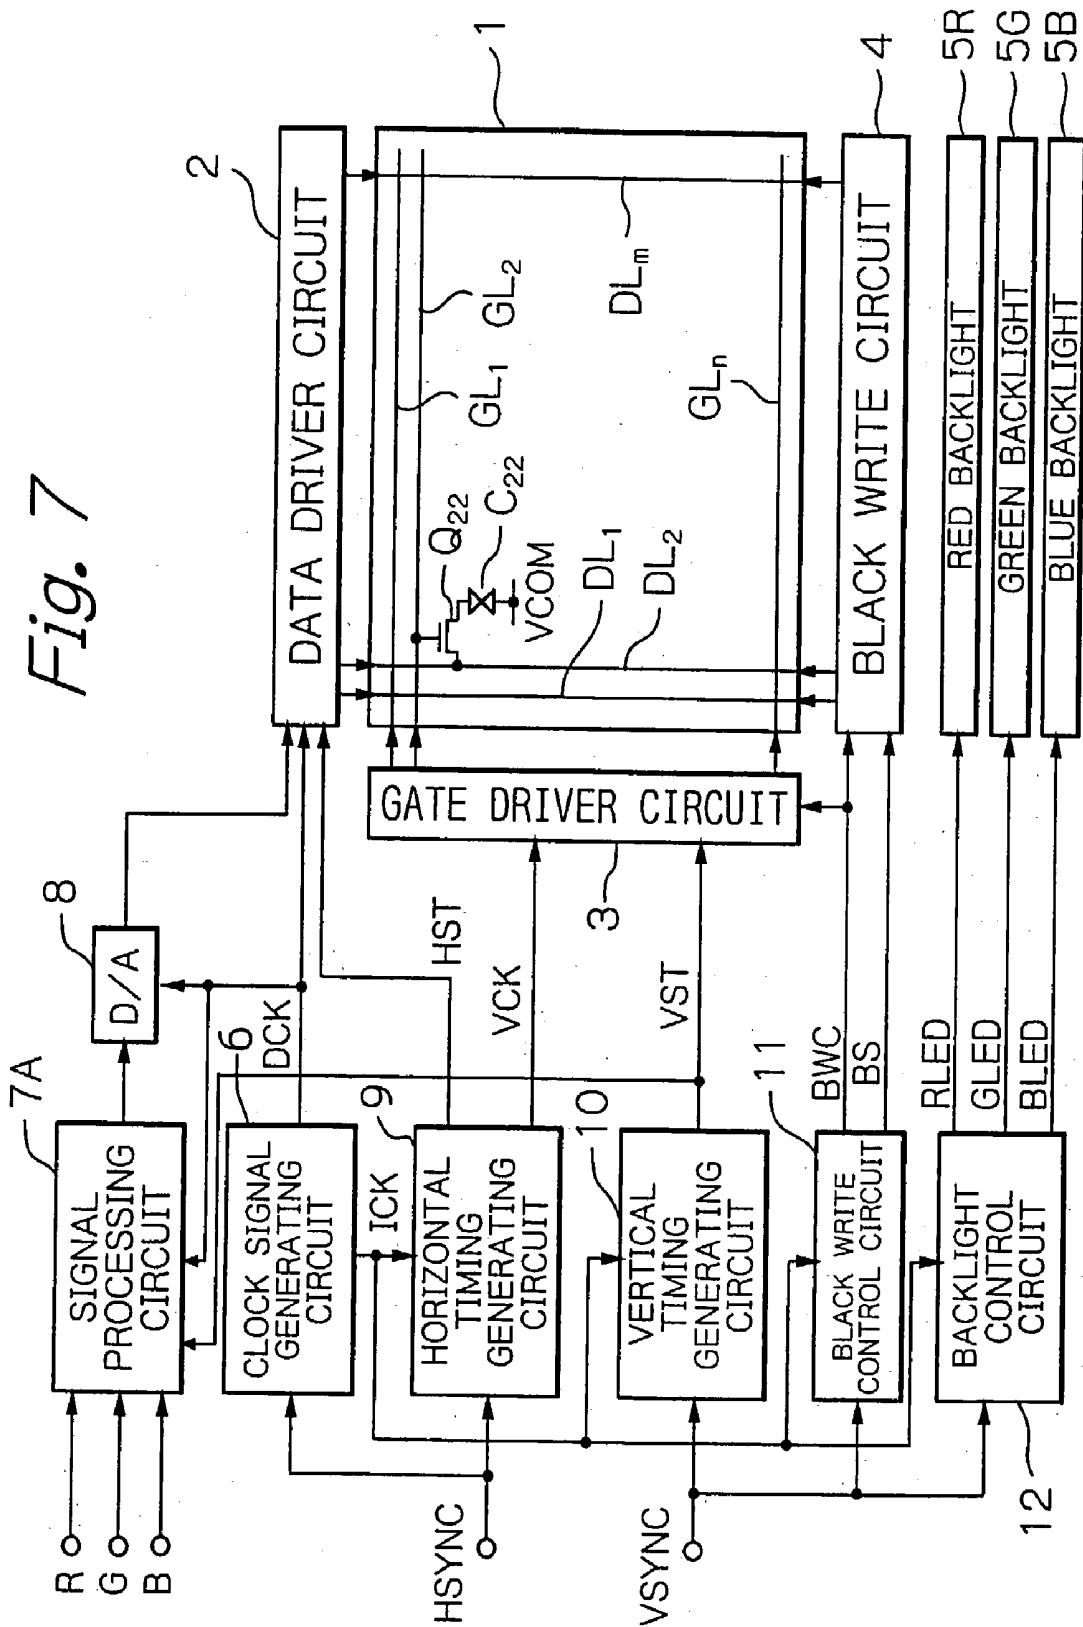 Fig. 7
R
G
B
HSYNC
VSYNC
7A
SIGNAL
PROCESSING
CIRCUIT
8
D/A
DCK
6
CLOCK SIGNAL
GENERATING
CIRCUIT
ICK
9
HORIZONTAL
TIMING
GENERATING
CIRCUIT
HST
VCK
10
VERTICAL
TIMING
GENERATING
CIRCUIT
VST
11
BLACK WRITE
CONTROL CIRCUIT
BWC
BS
12
BACKLIGHT
CONTROL
CIRCUIT
RLED
GLED
BLED
2
DATA DRIVER CIRCUIT
3
GATE DRIVER CIRCUIT
1
GL1
GL2
GLn
Q22
C22
VCOM
DL1
DL2
DLm
4
BLACK WRITE CIRCUIT
5R
RED BACKLIGHT
5G
GREEN BACKLIGHT
5B
BLUE BACKLIGHT